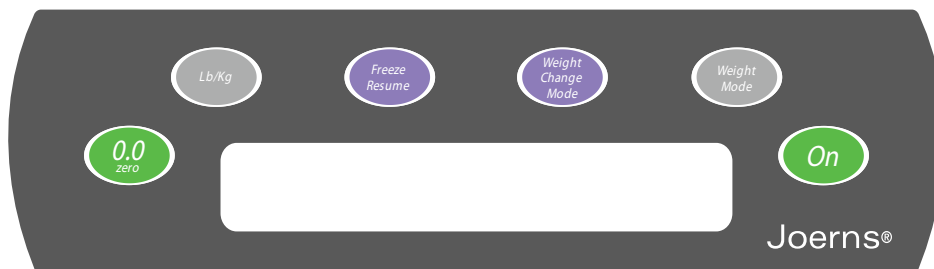 Lb/Kg
Freeze
Resume
Weight
Change
Mode
Weight
Mode
0.0
zero
On
Joerns®